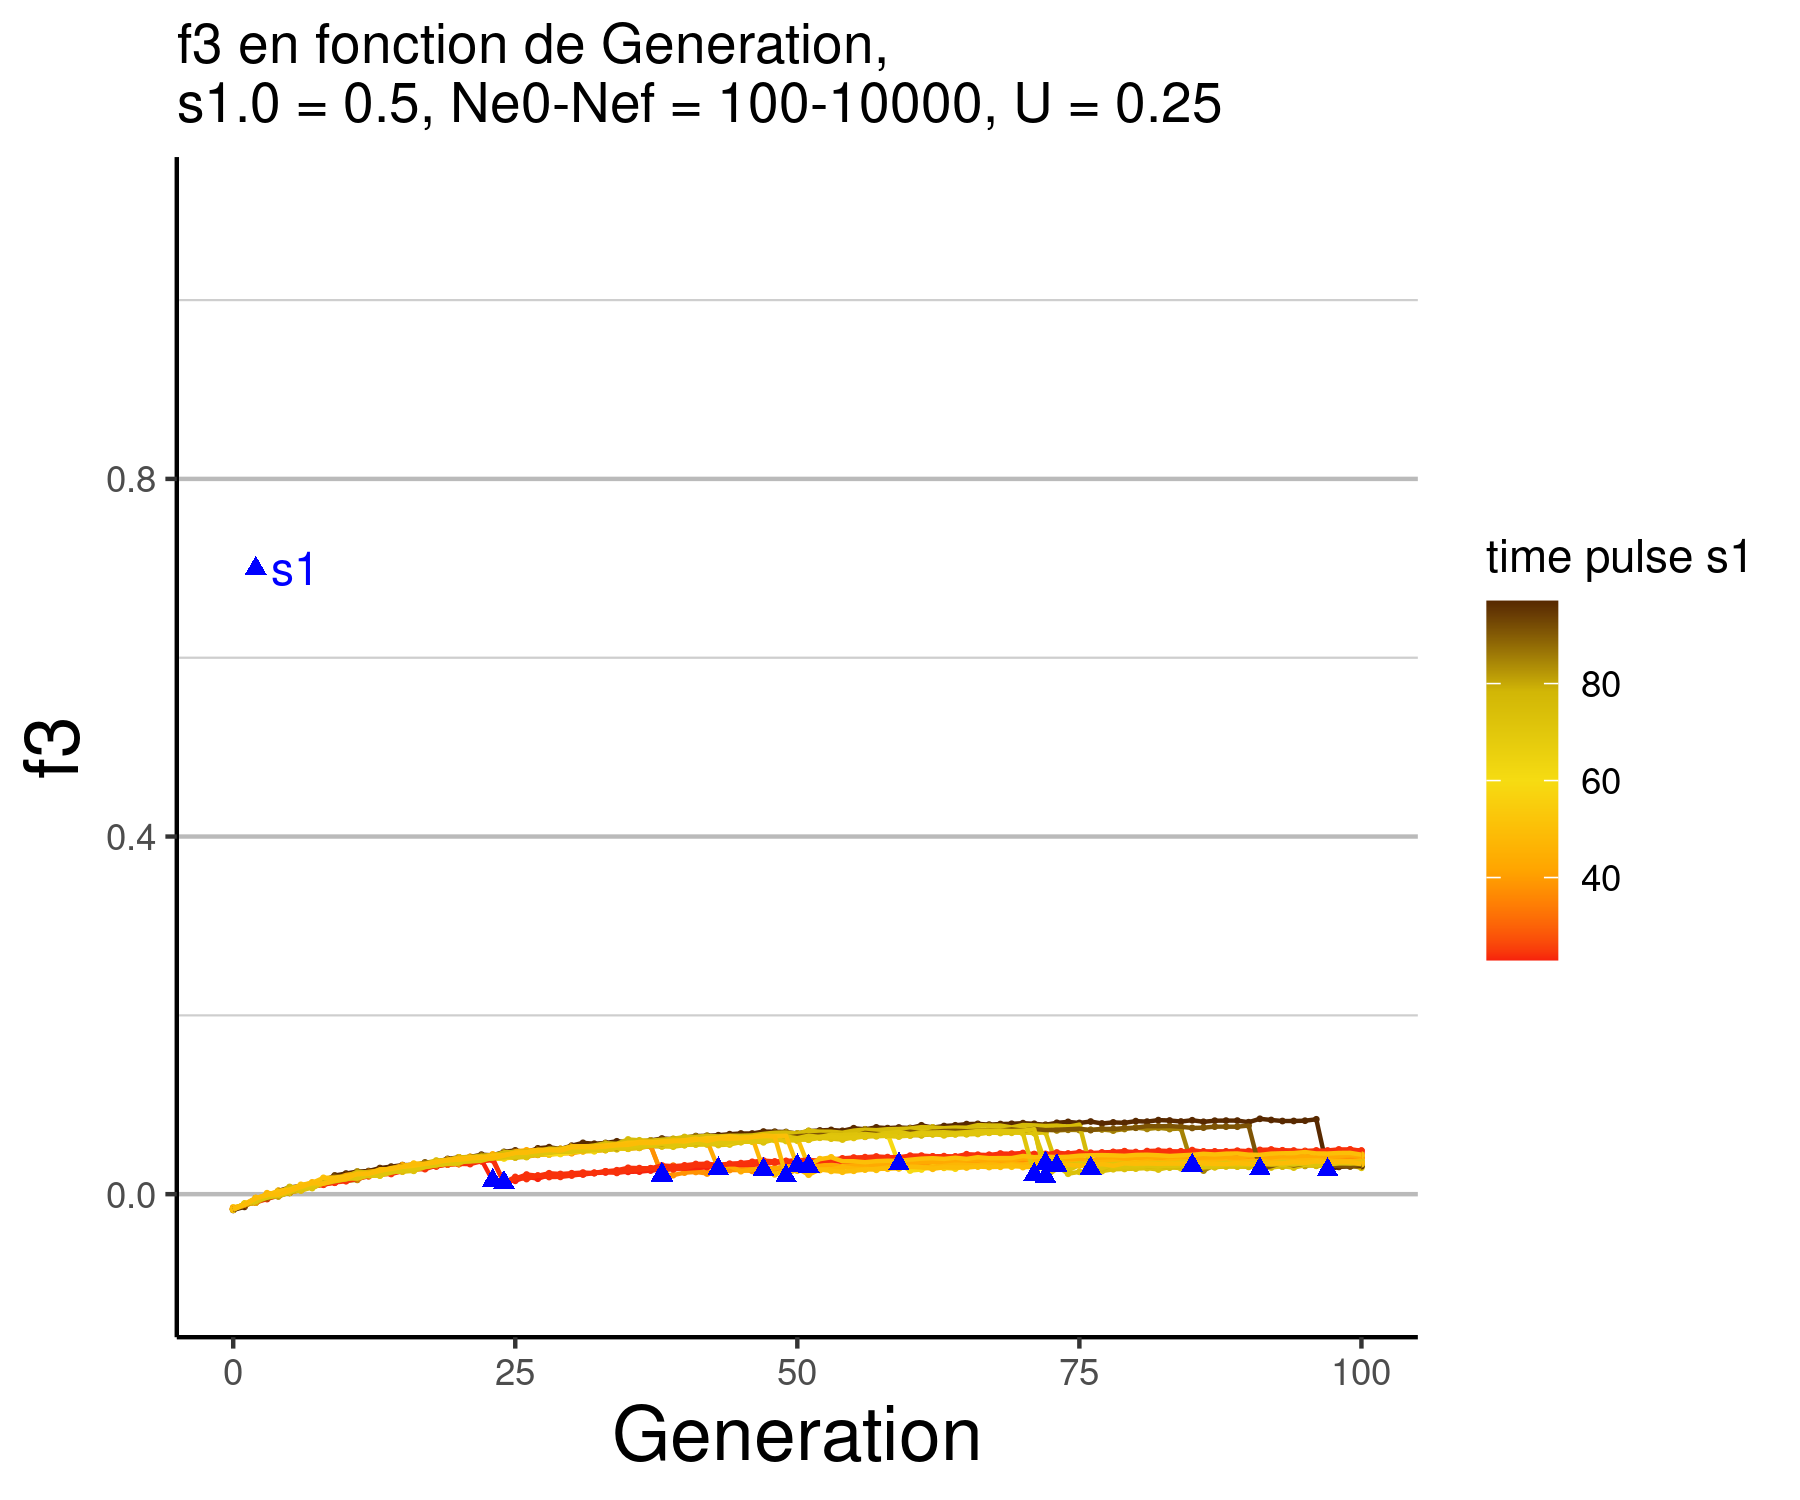 f3 en fonction de Generation,
s1.0 = 0.5, Ne0-Nef = 100-10000, U = 0.25
f3
0.8
0.4
0.0
s1
0 25 50 75 100
Generation
time pulse s1
80
60
40